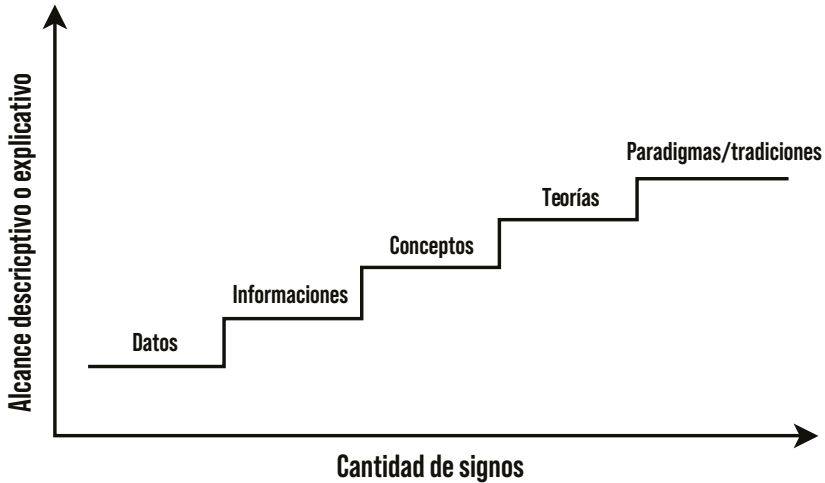 Alcance descricptivo o explicativo
Paradigmas/tradiciones
Teorías
Conceptos
Informaciones
Datos
Cantidad de signos